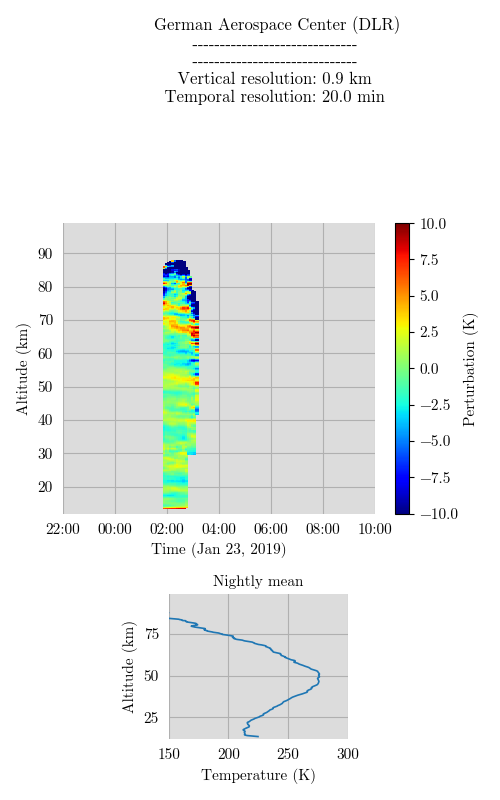 German Aerospace Center (DLR)
------------------------------
------------------------------
Vertical resolution: 0.9 km
Temporal resolution: 20.0 min
90
80
70
60
50
40
30
20
Altitude (km)
22:00 00:00 02:00 04:00 06:00 08:00 10:00
Time (Jan 23, 2019)
10.0
7.5
5.0
2.5
0.0
−2.5
−5.0
−7.5
−10.0
Perturbation (K)
Nightly mean
75
50
25
Altitude (km)
150 200 250 300
Temperature (K)